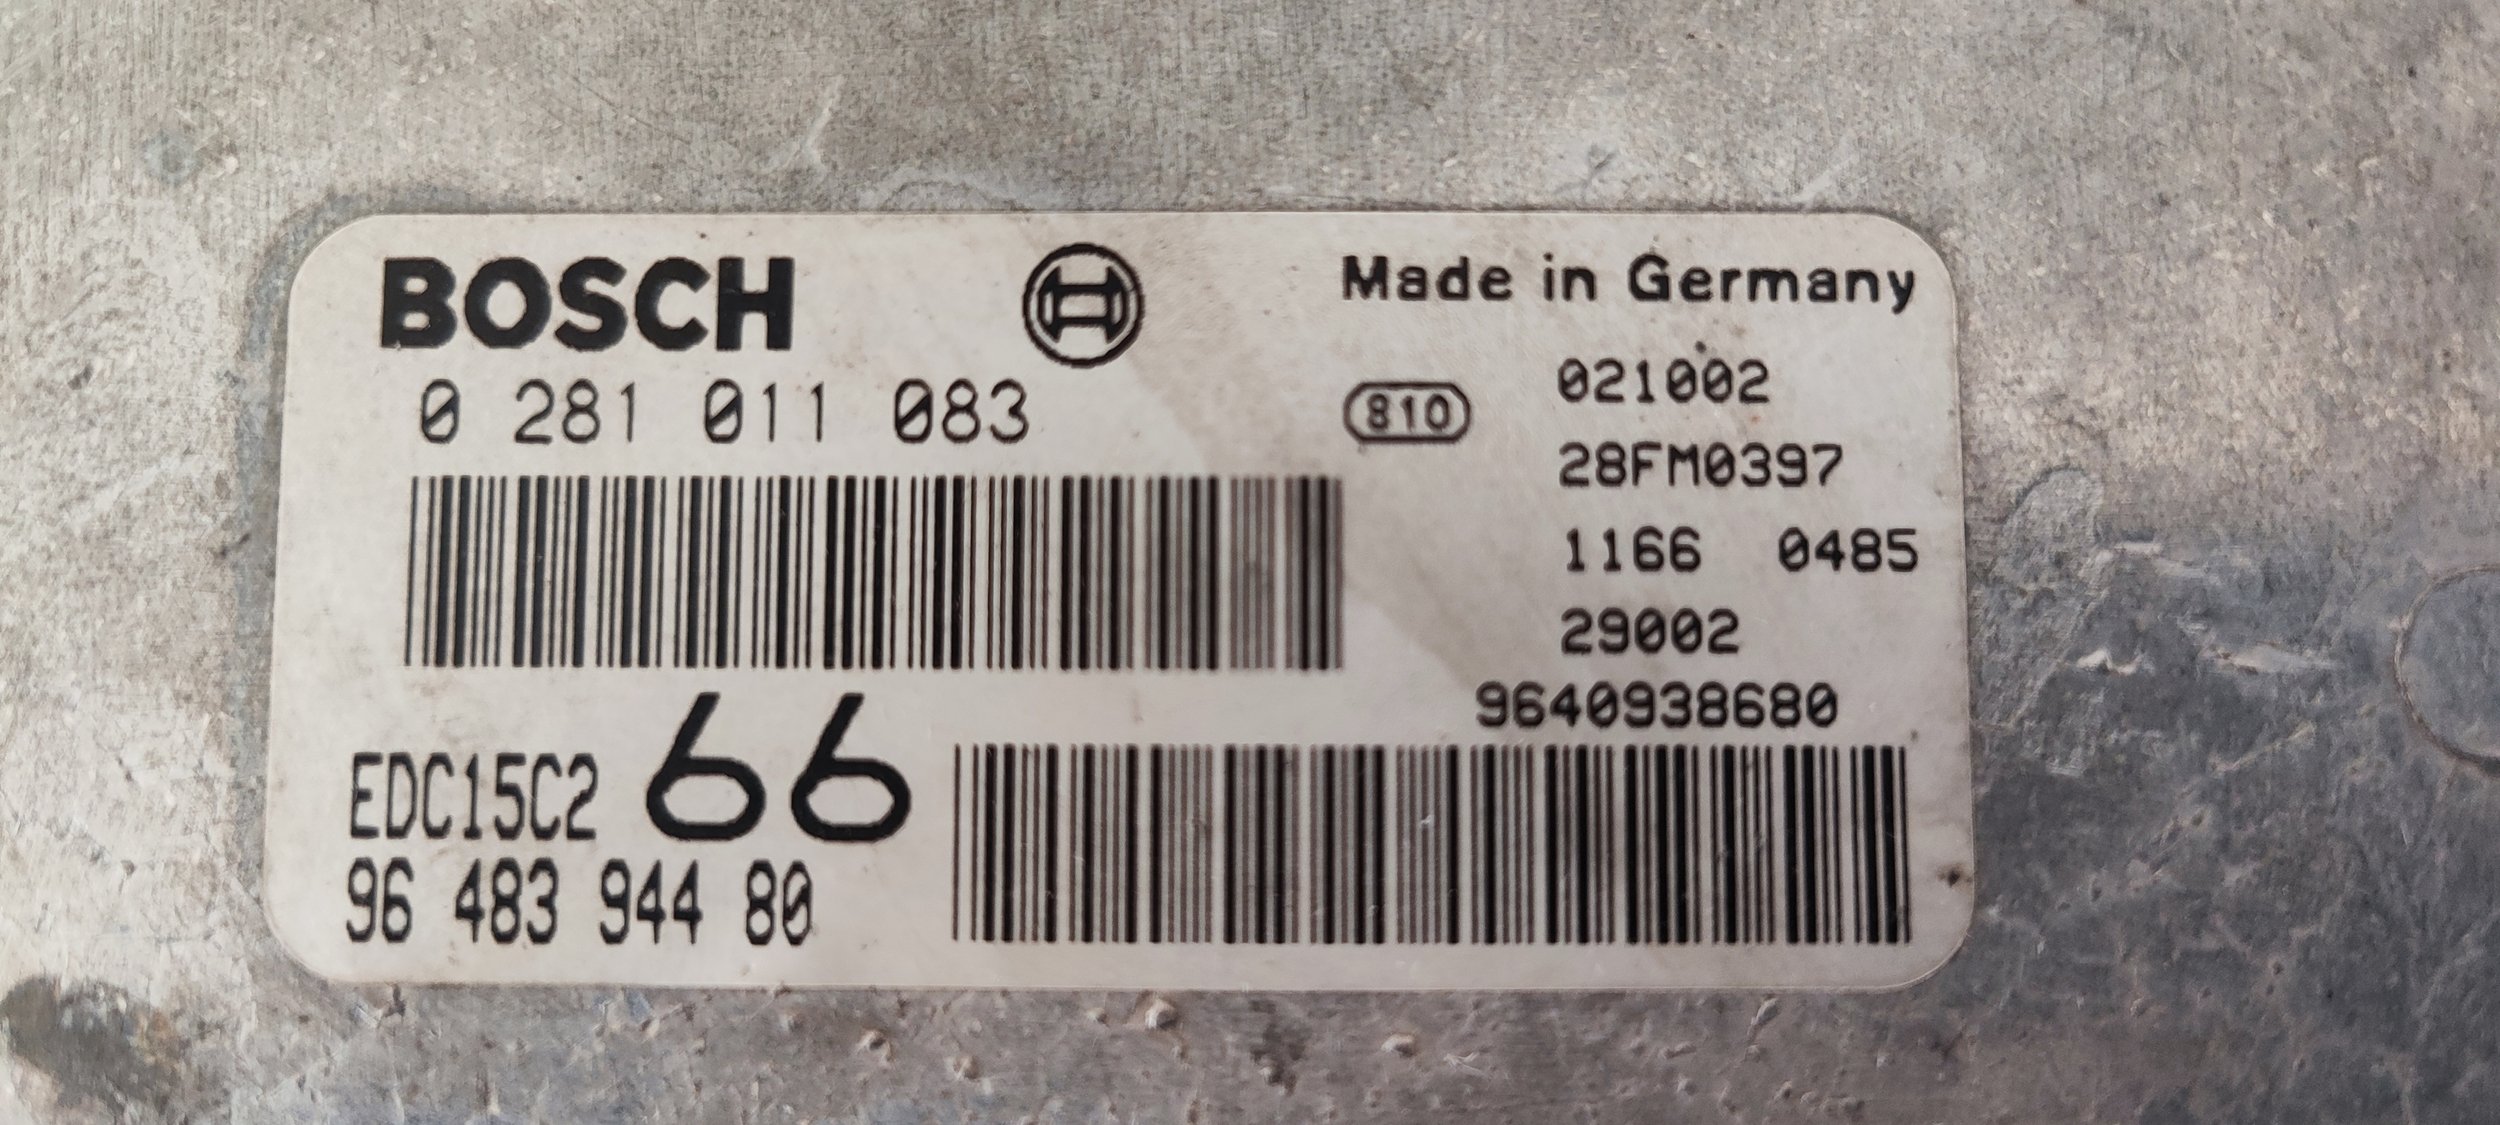 BOSCH
Made in Germany
0 281 011 083
810
021002
28FM0397
1166 0485
29002
9640938680
EDC15C2 66
96 483 944 80